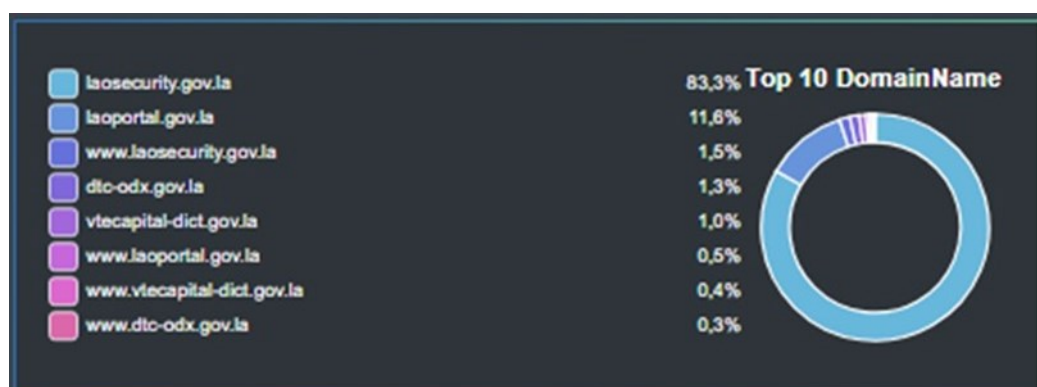 Top 10 DomainName
laosecurity.gov.la 83,3%
laoportal.gov.la 11,6%
www.laosecurity.gov.la 1,5%
dtc-odx.gov.la 1,3%
vtecapital-dict.gov.la 1,0%
www.laoportal.gov.la 0,5%
www.vtecapital-dict.gov.la 0,4%
www.dtc-odx.gov.la 0,3%